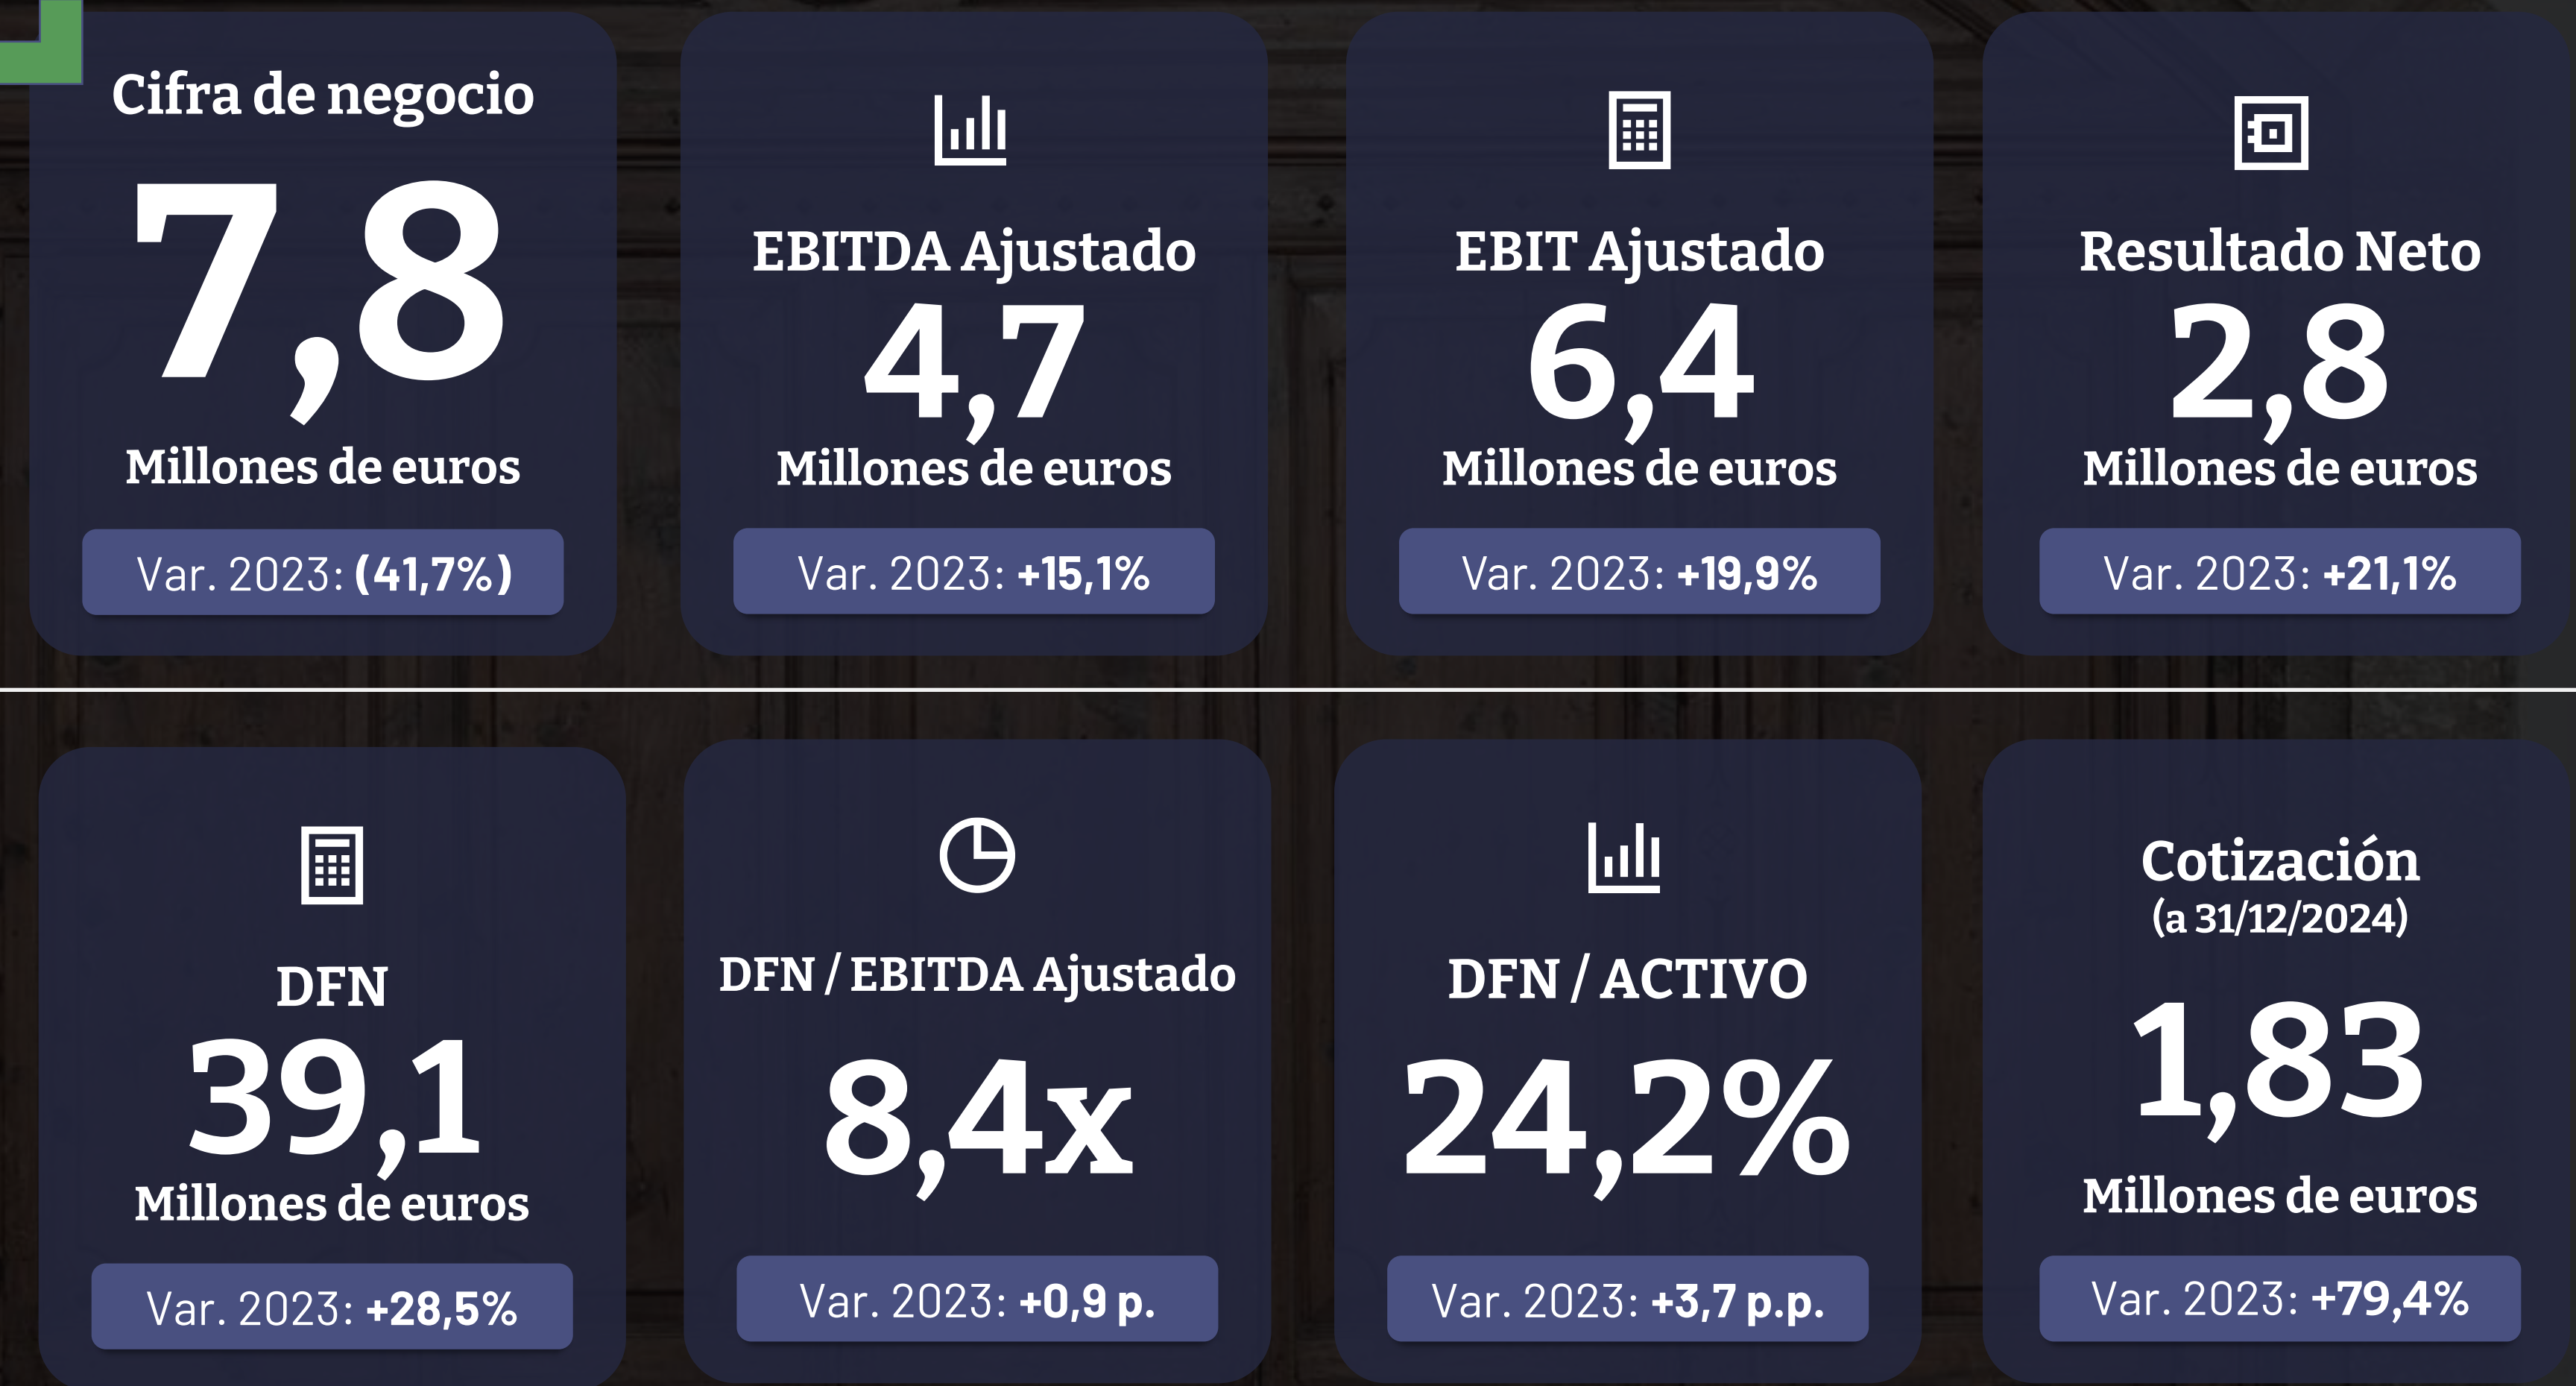 Cifra de negocio
7,8
Millones de euros
Var. 2023: (41,7%)
EBITDA Ajustado
4,7
Millones de euros
Var. 2023: +15,1%
EBIT Ajustado
6,4
Millones de euros
Var. 2023: +19,9%
Resultado Neto
2,8
Millones de euros
Var. 2023: +21,1%
DFN
39,1
Millones de euros
Var. 2023: +28,5%
DFN / EBITDA Ajustado
8,4x
Var. 2023: +0,9 p.
DFN / ACTIVO
24,2%
Var. 2023: +3,7 p.p.
Cotización
(a 31/12/2024)
1,83
Millones de euros
Var. 2023: +79,4%